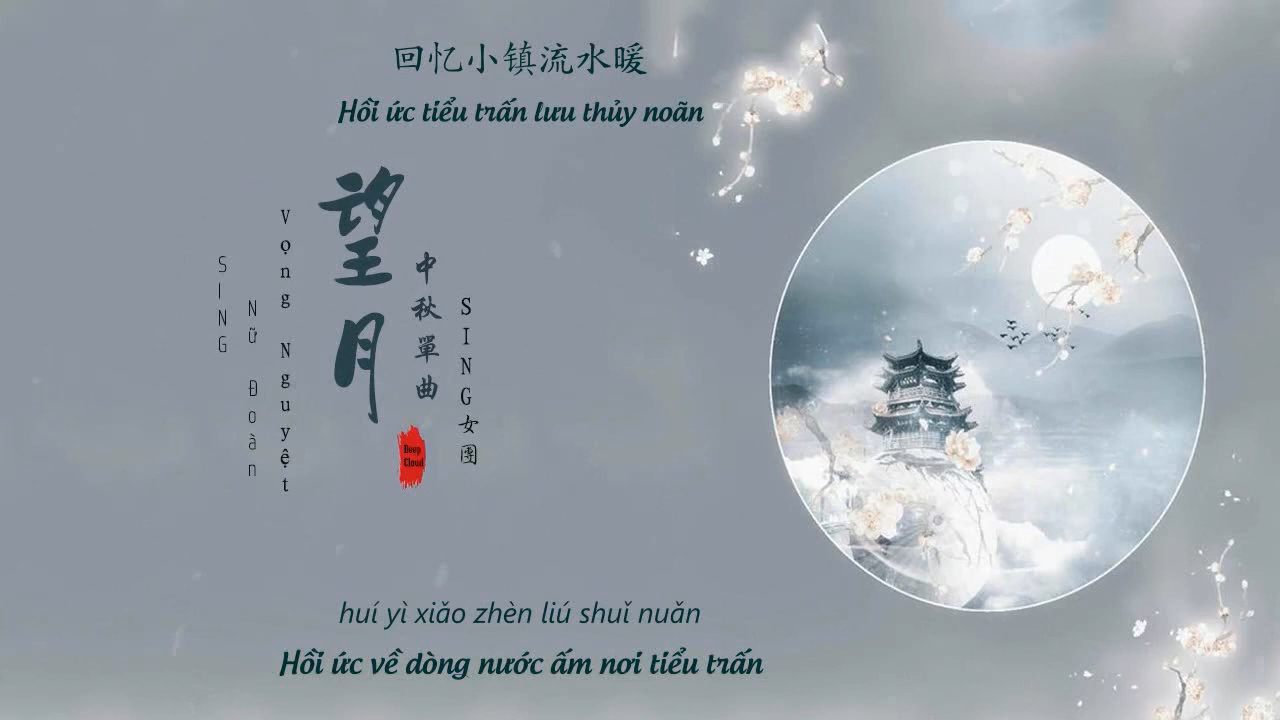 回忆小镇流水暖
Hồi ức tiểu trấn lưu thủy noãn
SING
Nữ Đoàn
Vọng Nguyệt
望月
中秋單曲
SING女團
Deep
Cloud
huí yì xiǎo zhèn liú shuǐ nuǎn
Hồi ức về dòng nước ấm nơi tiểu trấn